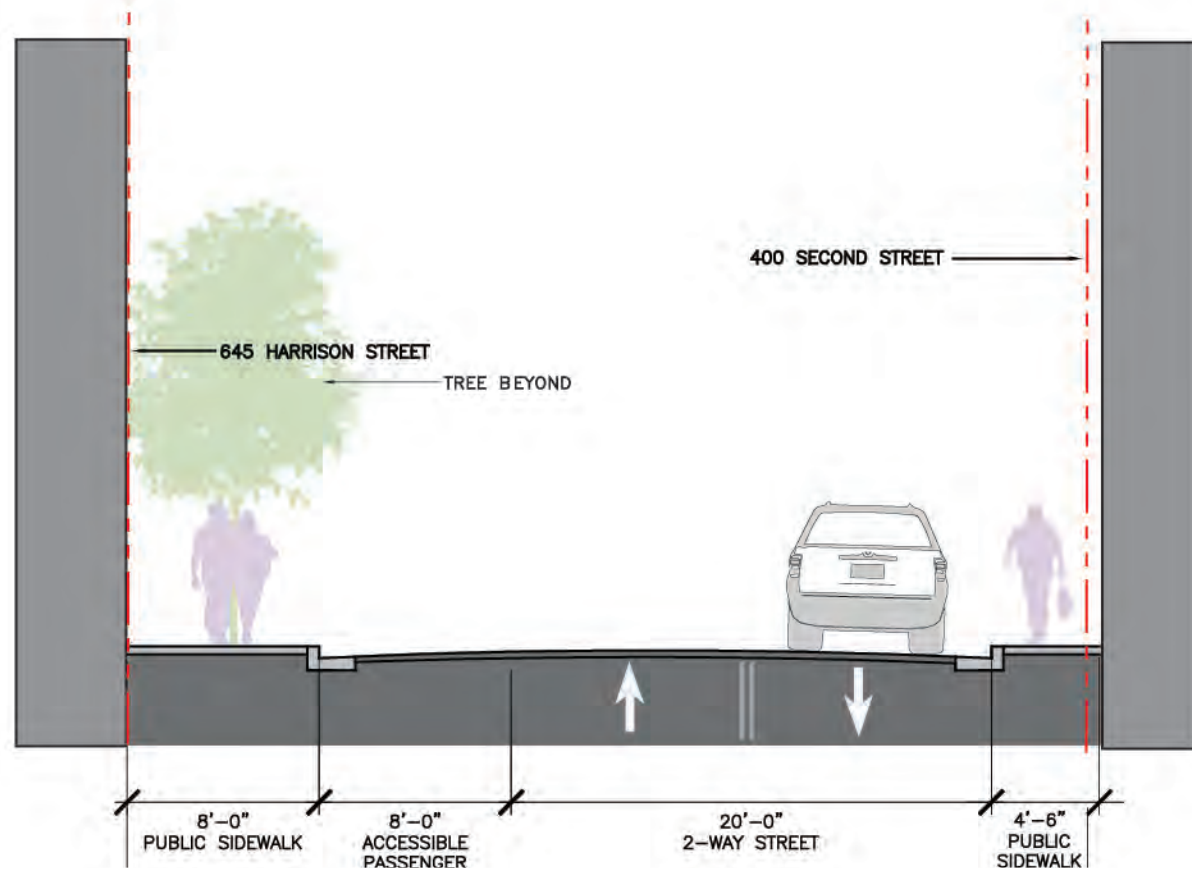 400 SECOND STREET
645 HARRISON STREET
TREE BEYOND
8'-0"
PUBLIC SIDEWALK
8'-0"
ACCESSIBLE
PASSENGER
20'-0"
2-WAY STREET
4'-6"
PUBLIC
SIDEWALK